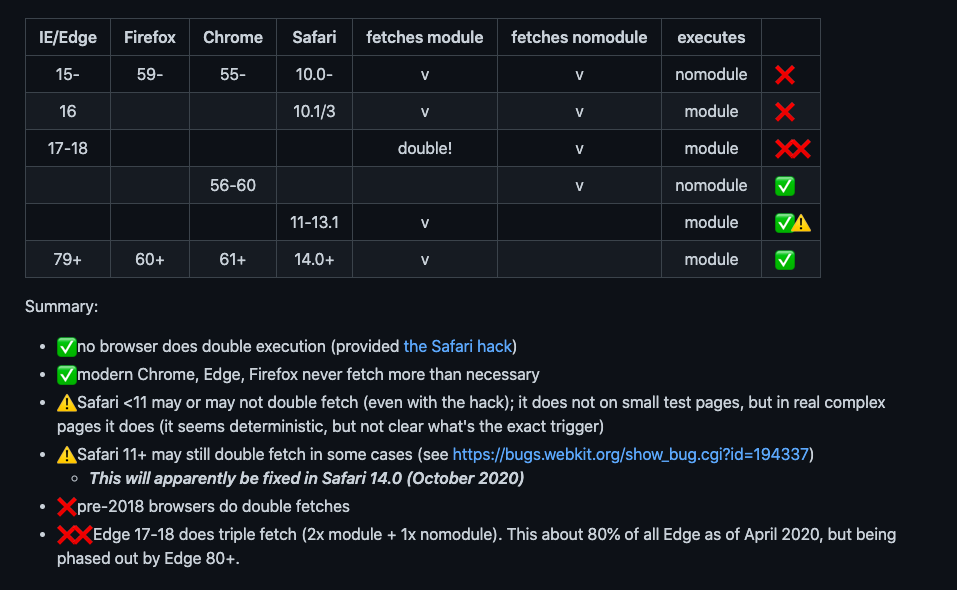 IE/Edge Firefox Chrome Safari fetches module fetches nomodule executes
15- 59- 55- 10.0- v v nomodule ❌
16 10.1/3 v v module ❌
17-18 double! v module ❌❌
56-60 v nomodule ✅
11-13.1 v module ✅⚠️
79+ 60+ 61+ 14.0+ v module ✅
Summary:
• ✅no browser does double execution (provided the Safari hack)
• ✅modern Chrome, Edge, Firefox never fetch more than necessary
• ⚠️Safari <11 may or may not double fetch (even with the hack); it does not on small test pages, but in real complex
pages it does (it seems deterministic, but not clear what's the exact trigger)
• ⚠️Safari 11+ may still double fetch in some cases (see https://bugs.webkit.org/show_bug.cgi?id=194337)
◦ This will apparently be fixed in Safari 14.0 (October 2020)
• ❌pre-2018 browsers do double fetches
• ❌❌Edge 17-18 does triple fetch (2x module + 1x nomodule). This about 80% of all Edge as of April 2020, but being
phased out by Edge 80+.